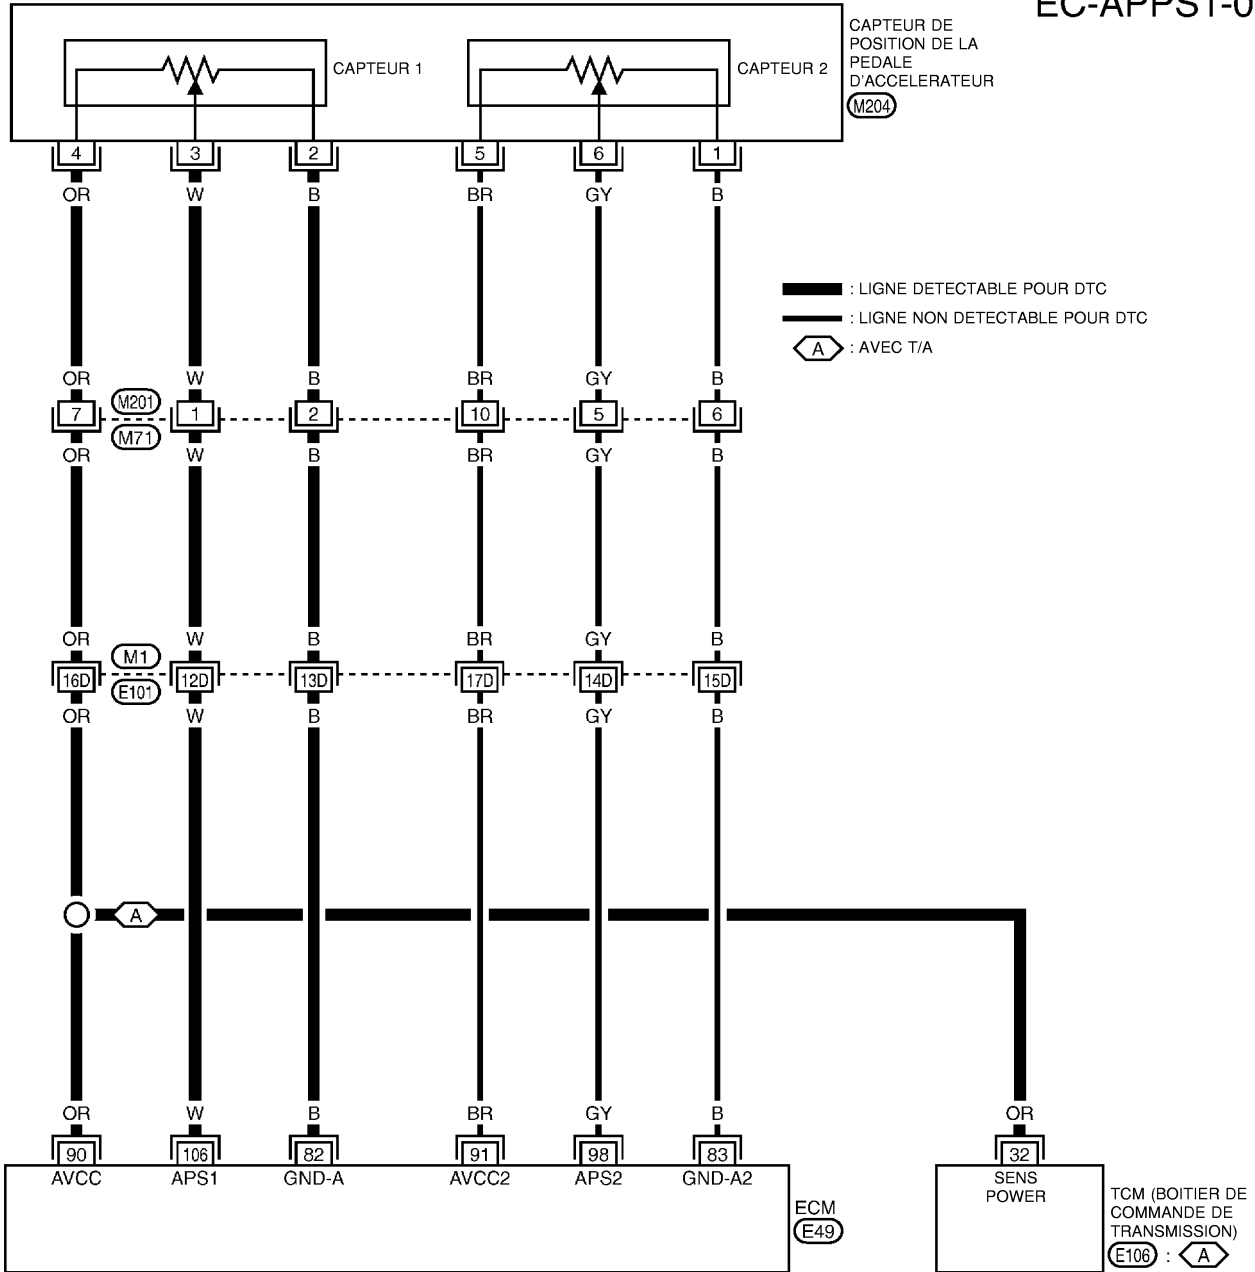 EC-APPS1-0
CAPTEUR DE
POSITION DE LA
PEDALE
D'ACCELERATEUR
M204
CAPTEUR 1
CAPTEUR 2
4 3 2 5 6 1
OR W B BR GY B
: LIGNE DETECTABLE POUR DTC
: LIGNE NON DETECTABLE POUR DTC
A : AVEC T/A
OR W B BR GY B
M201
7 1 2 10 5 6
M71
OR W B BR GY B
OR W B BR GY B
M1
16D 12D 13D 17D 14D 15D
E101
OR W B BR GY B
A
OR W B BR GY B OR
90 106 82 91 98 83 32
AVCC APS1 GND-A AVCC2 APS2 GND-A2
SENS
POWER
ECM
E49
TCM (BOITIER DE
COMMANDE DE
TRANSMISSION)
E106 : A